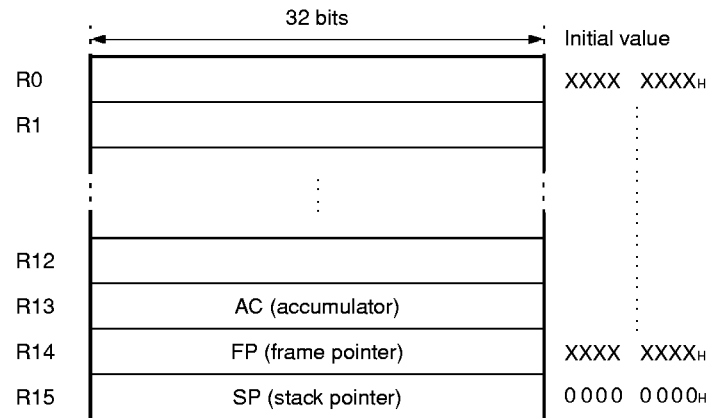 32 bits
Initial value
R0 XXXX XXXXH
R1
R12
R13 AC (accumulator)
R14 FP (frame pointer) XXXX XXXXH
R15 SP (stack pointer) 0000 0000H